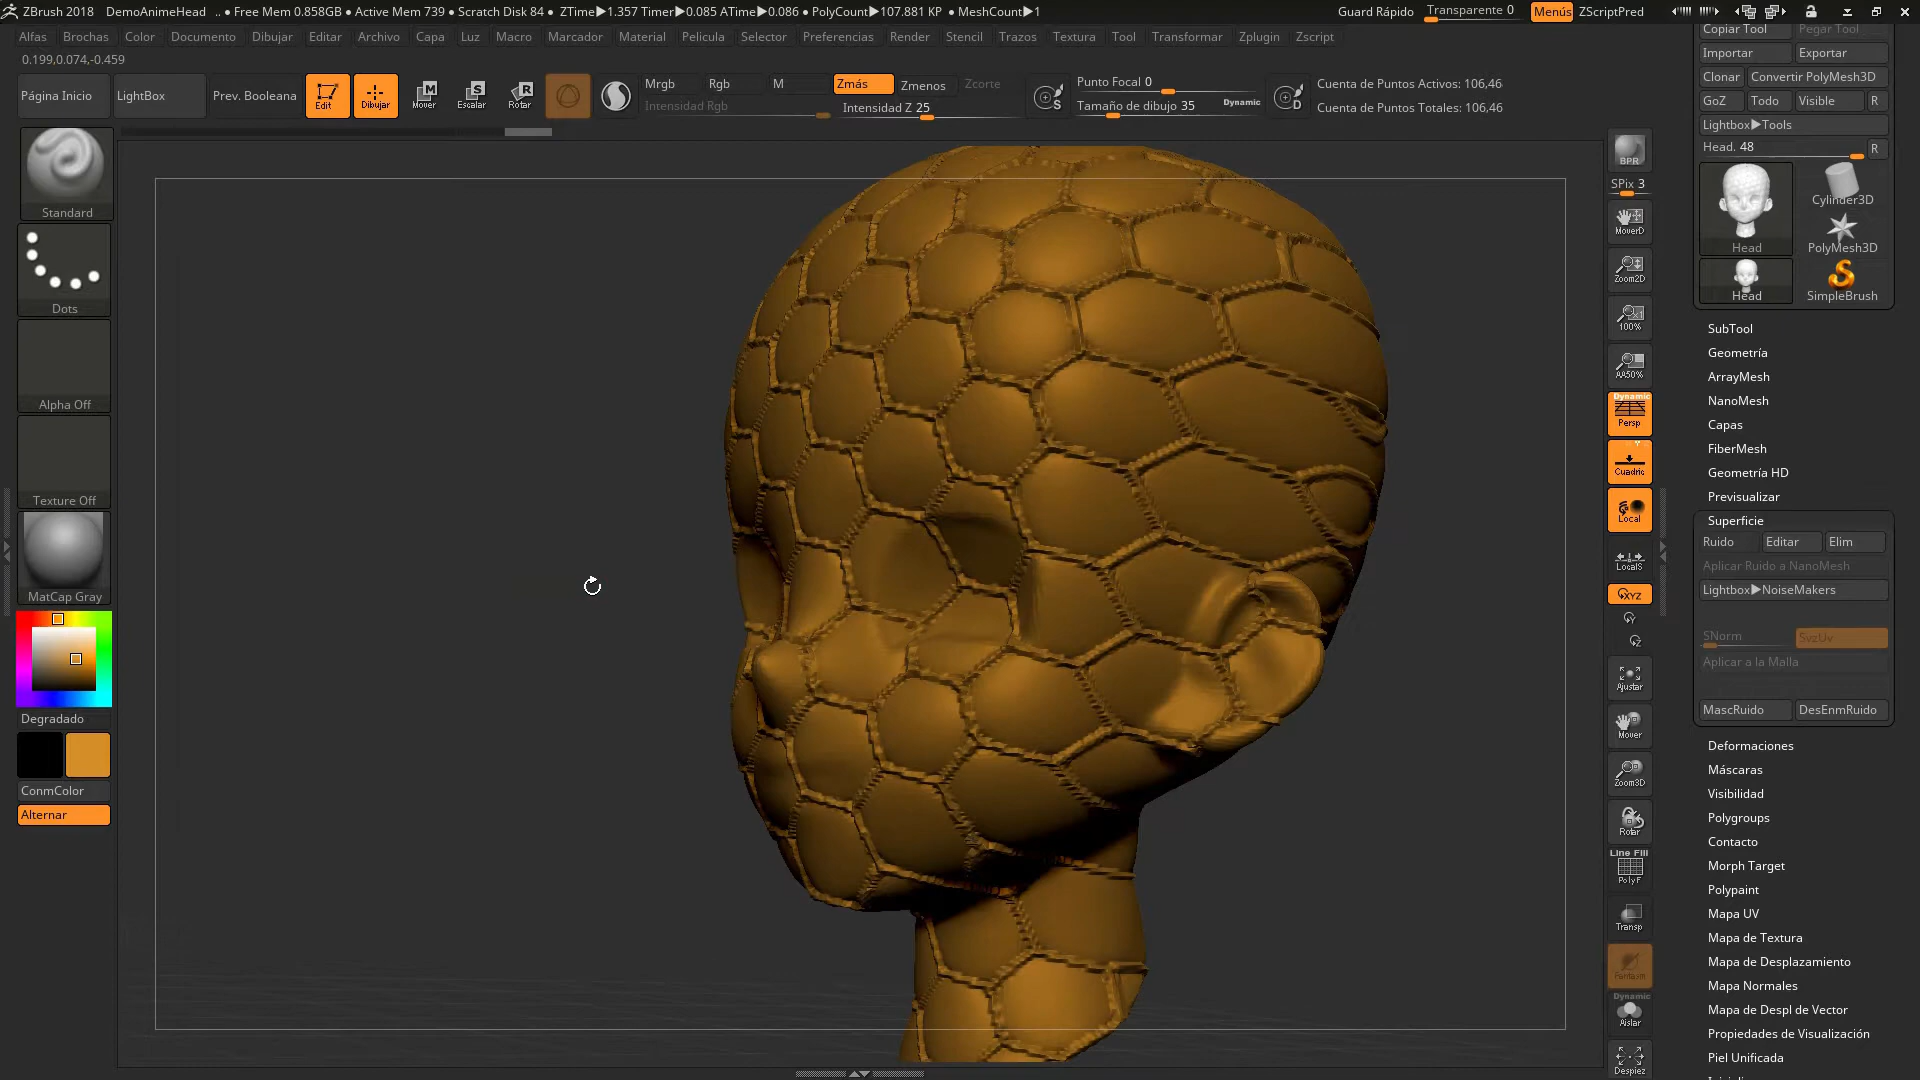 ZBrush 2018 DemoAnimeHead .. • Free Mem 0.858GB • Active Mem 739 • Scratch Disk 84 • ZTime▶1.357 Timer▶0.085 ATime▶0.086 • PolyCount▶107.881 KP • MeshCount▶1 Guard Rápido Transparente 0 Menús ZScriptPred
Alfas Brochas Color Documento Dibujar Editar Archivo Capa Luz Macro Marcador Material Pelicula Selector Preferencias Render Stencil Trazos Textura Tool Transformar Zplugin Zscript
0.199,0.074,-0.459
Página Inicio LightBox Prev. Booleana Edit Dibujar Mover Escalar Rotar
Mrgb Rgb M Zmás Zmenos Zcorte
Intensidad Rgb Intensidad Z 25
Punto Focal 0
Tamaño de dibujo 35 Dynamic
Cuenta de Puntos Activos: 106,46
Cuenta de Puntos Totales: 106,46
Standard
Dots
Alpha Off
Texture Off
MatCap Gray
Degradado
ConmColor
Alternar
BPR
SPix 3
MoverD
Zoom2D
100%
AA50%
Dynamic
Persp
Cuadric
Local
LocalS
XYZ
Y
Z
Ajustar
Mover
Zoom3D
Rotar
Line Fill
PolyF
Transp
Fantasm
Dynamic
Aislar
Despiez
Copiar Tool Pegar Tool
Importar Exportar
Clonar Convertir PolyMesh3D
GoZ Todo Visible R
Lightbox▶Tools
Head. 48 R
Head Cylinder3D
PolyMesh3D
Head SimpleBrush
SubTool
Geometría
ArrayMesh
NanoMesh
Capas
FiberMesh
Geometría HD
Previsualizar
Superficie
Ruido Editar Elim
Aplicar Ruido a NanoMesh
Lightbox▶NoiseMakers
SNorm SvzUv
Aplicar a la Malla
MascRuido DesEnmRuido
Deformaciones
Máscaras
Visibilidad
Polygroups
Contacto
Morph Target
Polypaint
Mapa UV
Mapa de Textura
Mapa de Desplazamiento
Mapa Normales
Mapa de Despl de Vector
Propiedades de Visualización
Piel Unificada